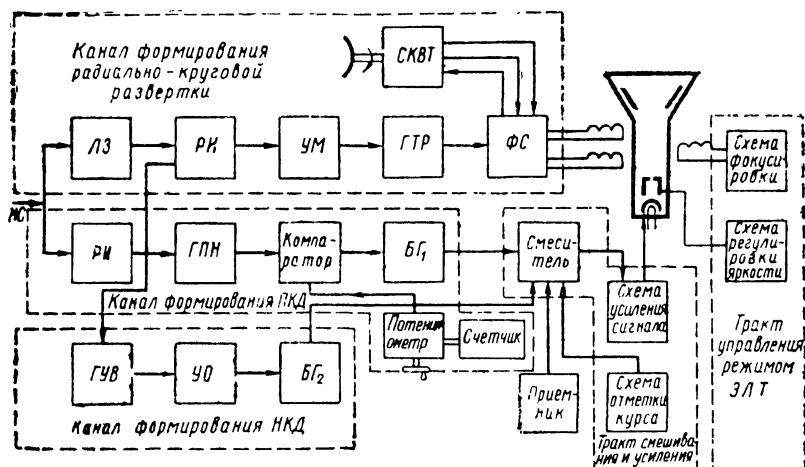 Канал формирования
радиально-круговой
развертки
СКВТ
ЛЗ
РИ
УМ
ГТР
ФС
Схема
фокуси-
ровки
ИС
РИ
ГПН
Компа-
ратор
БГ₁
Смеси-
тель
Схема
регули-
ровки
яркости
Канал формирования ПКД
Потенци
ометр
Счетчик
Схема
усиления
сигнала
Тракт
управления
режимом
ЭЛТ
ГУВ
УО
БГ₂
Прием-
ник
Схема
отметки
курса
Канал формирования НКД
Тракт смешива-
ния и усиления